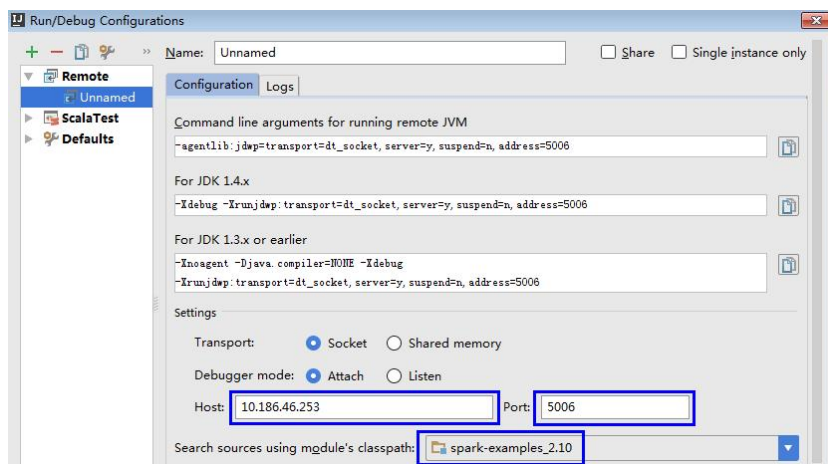 Run/Debug Configurations
Name: Unnamed Share Single instance only
Remote
Unnamed
ScalaTest
Defaults
Configuration Logs
Command line arguments for running remote JVM
-agentlib:jdwp=transport=dt_socket, server=y, suspend=n, address=5006
For JDK 1.4.x
-Xdebug -Xrunjdwp:transport=dt_socket, server=y, suspend=n, address=5006
For JDK 1.3.x or earlier
-Xnoagent -Djava.compiler=NONE -Xdebug
-Xrunjdwp:transport=dt_socket, server=y, suspend=n, address=5006
Settings
Transport: Socket Shared memory
Debugger mode: Attach Listen
Host: 10.186.46.253 Port: 5006
Search sources using module's classpath: spark-examples_2.10